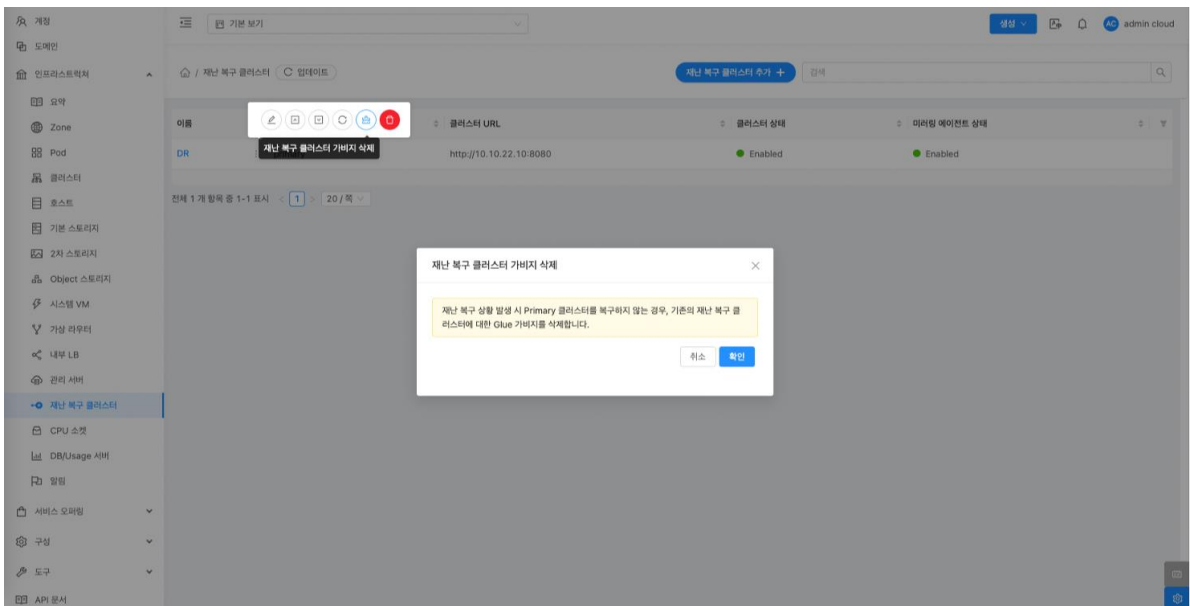 계정
기본 보기
생성
AC
admin cloud
도메인
인프라스트럭처
/ 재난 복구 클러스터
업데이트
재난 복구 클러스터 추가 +
검색
요약
Zone
이름
클러스터 URL
클러스터 상태
미러링 에이전트 상태
재난 복구 클러스터 가비지 삭제
Pod
DR
http://10.10.22.10:8080
Enabled
Enabled
클러스터
호스트
전체 1 개 항목 중 1-1 표시 < 1 > 20 / 쪽
기본 스토리지
2차 스토리지
Object 스토리지
시스템 VM
가상 라우터
내부 LB
관리 서버
재난 복구 클러스터
CPU 소켓
DB/Usage 서버
알림
서비스 오퍼링
구성
도구
API 문서
재난 복구 클러스터 가비지 삭제
재난 복구 상황 발생 시 Primary 클러스터를 복구하지 않는 경우, 기존의 재난 복구 클
러스터에 대한 Glue 가비지를 삭제합니다.
취소
확인